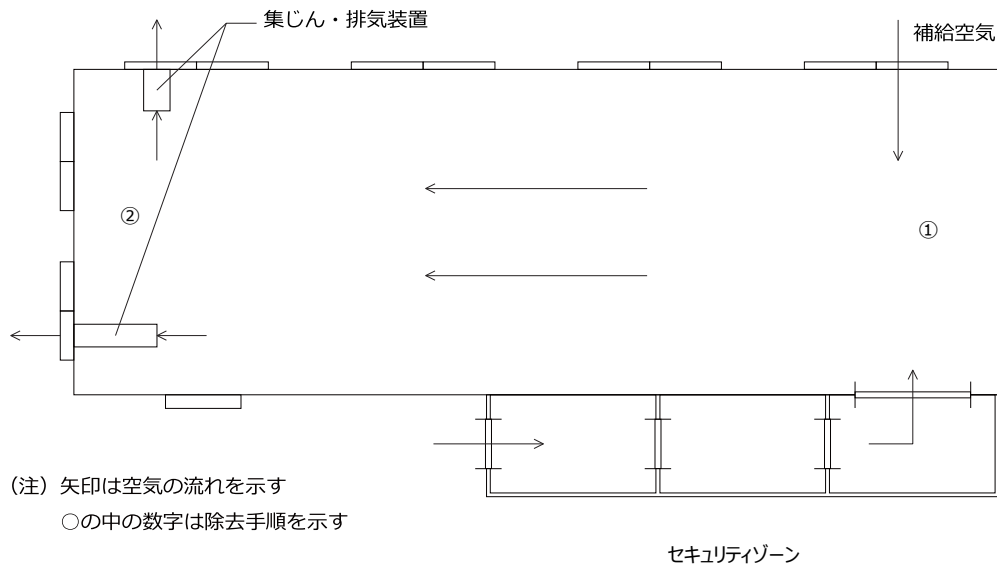 集じん・排気装置
補給空気
②
①
（注）矢印は空気の流れを示す
○の中の数字は除去手順を示す
セキュリティゾーン